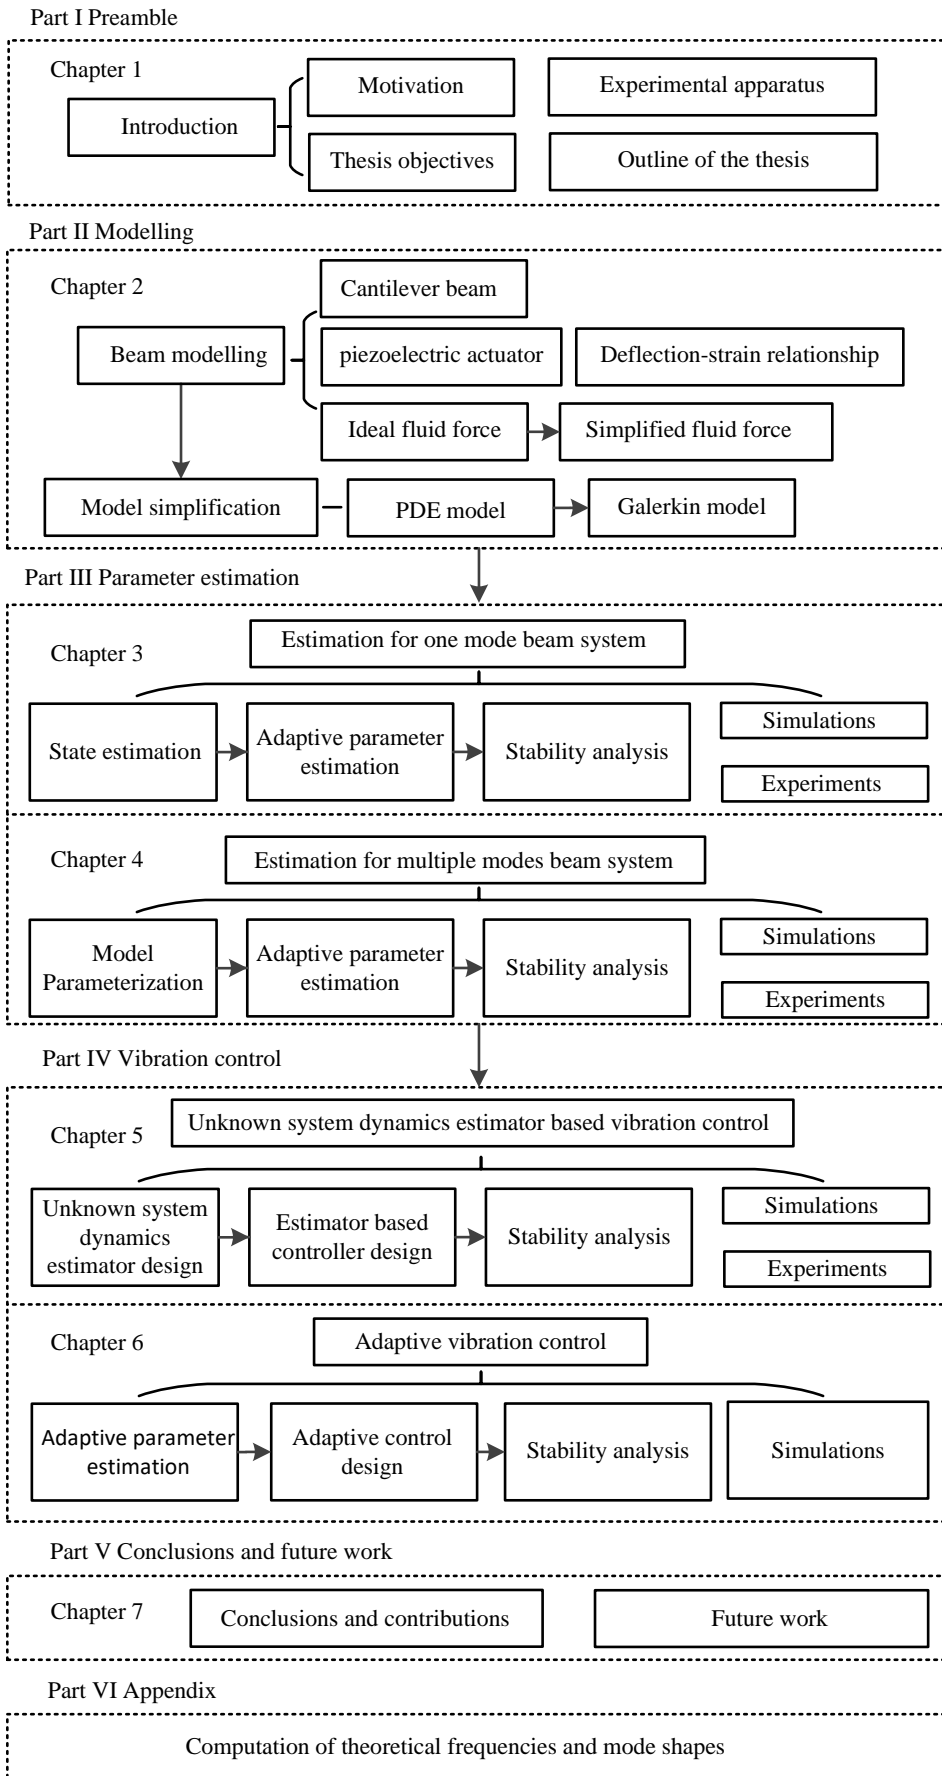 Part I Preamble
Chapter 1
Introduction
Motivation
Experimental apparatus
Thesis objectives
Outline of the thesis
Part II Modelling
Chapter 2
Cantilever beam
Beam modelling
piezoelectric actuator
Deflection-strain relationship
Ideal fluid force
Simplified fluid force
Model simplification
PDE model
Galerkin model
Part III Parameter estimation
Chapter 3
Estimation for one mode beam system
State estimation
Adaptive parameter
estimation
Stability analysis
Simulations
Experiments
Chapter 4
Estimation for multiple modes beam system
Model
Parameterization
Adaptive parameter
estimation
Stability analysis
Simulations
Experiments
Part IV Vibration control
Chapter 5
Unknown system dynamics estimator based vibration control
Unknown system
dynamics
estimator design
Estimator based
controller design
Stability analysis
Simulations
Experiments
Chapter 6
Adaptive vibration control
Adaptive parameter
estimation
Adaptive control
design
Stability analysis
Simulations
Part V Conclusions and future work
Chapter 7
Conclusions and contributions
Future work
Part VI Appendix
Computation of theoretical frequencies and mode shapes